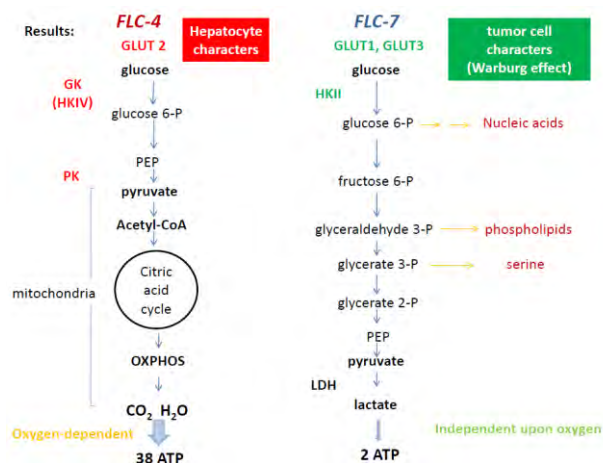 Results:
FLC-4
GLUT 2
Hepatocyte
characters
glucose
GK
(HKIV)
glucose 6-P
PEP
PK
pyruvate
Acetyl-CoA
Citric
acid
cycle
mitochondria
OXPHOS
CO2 H2O
Oxygen-dependent
38 ATP
FLC-7
GLUT1, GLUT3
tumor cell
characters
(Warburg effect)
glucose
HKII
glucose 6-P
Nucleic acids
fructose 6-P
glyceraldehyde 3-P
phospholipids
glycerate 3-P
serine
glycerate 2-P
PEP
pyruvate
LDH
lactate
Independent upon oxygen
2 ATP